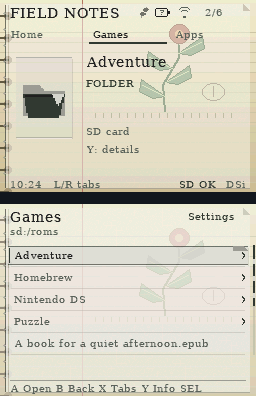 FIELD NOTES 2/6
Home Games Apps
Adventure
FOLDER
SD card
Y: details
10:24 L/R tabs SD OK DSi
Games Settings
sd:/roms
Adventure
Homebrew
Nintendo DS
Puzzle
A book for a quiet afternoon.epub
A Open B Back X Tabs Y Info SEL